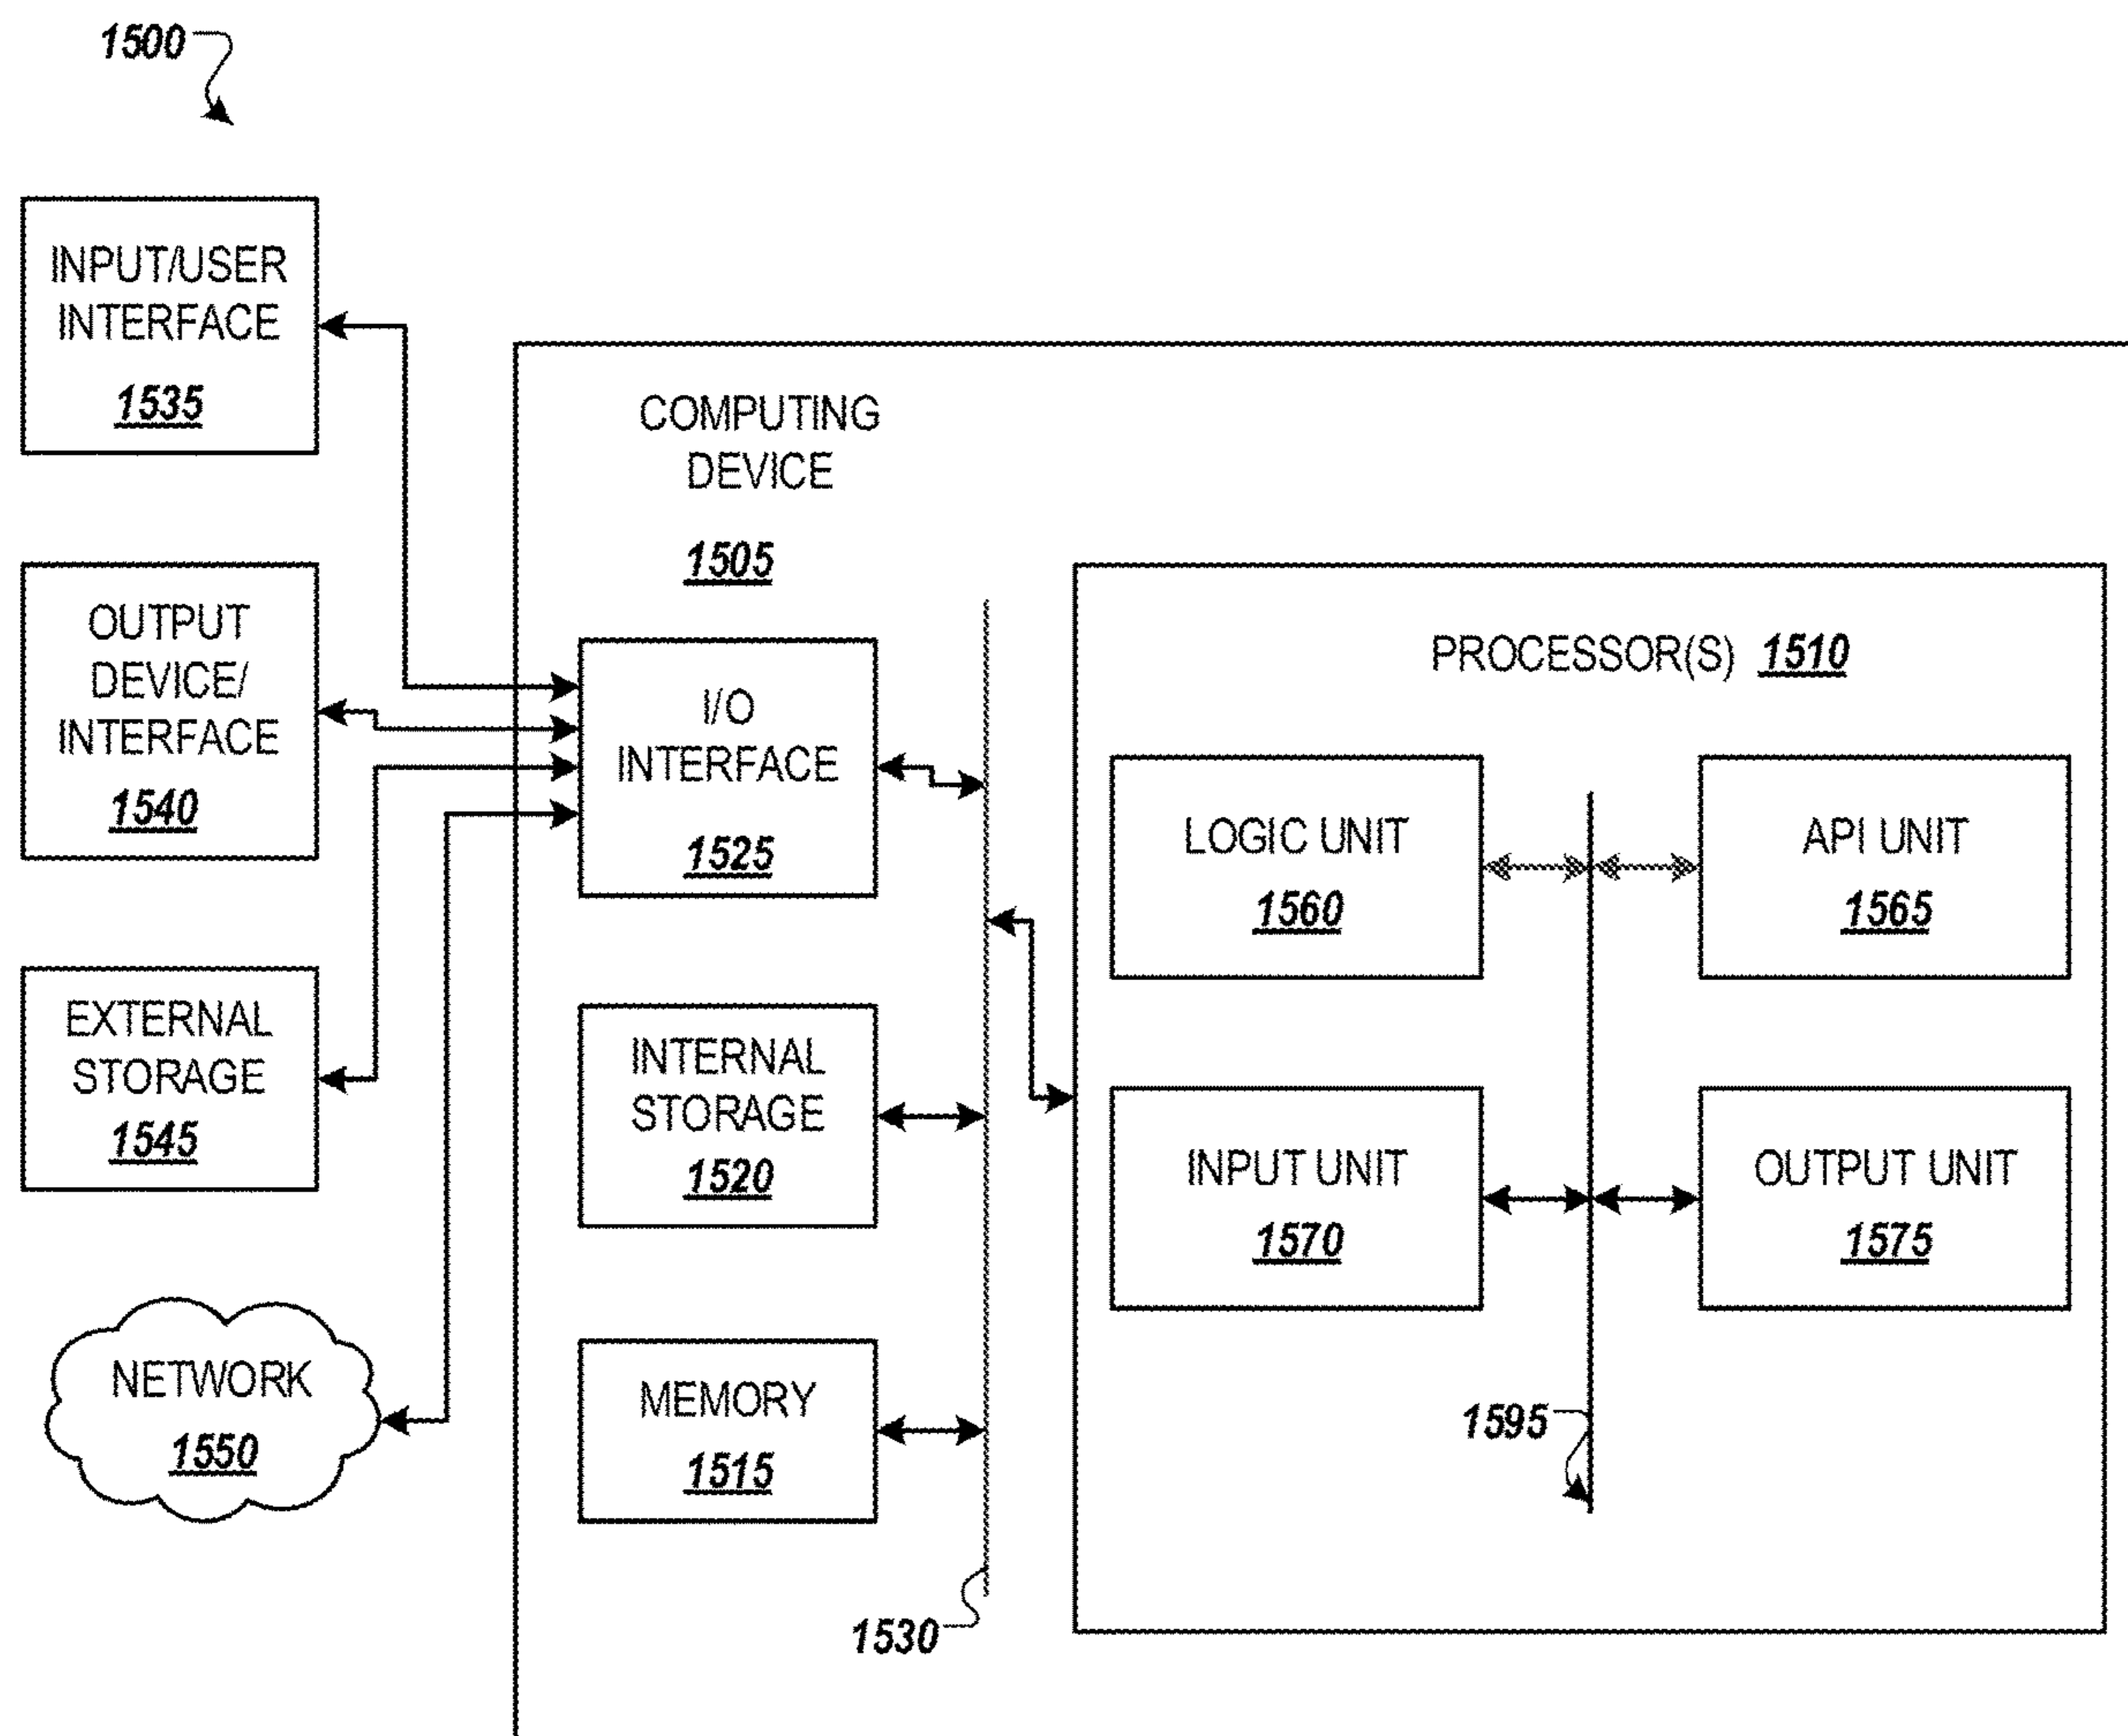 1500
INPUT/USER
INTERFACE
1535
OUTPUT
DEVICE/
INTERFACE
1540
EXTERNAL
STORAGE
1545
NETWORK
1550
COMPUTING
DEVICE
1505
I/O
INTERFACE
1525
INTERNAL
STORAGE
1520
MEMORY
1515
1530
PROCESSOR(S) 1510
LOGIC UNIT
1560
API UNIT
1565
INPUT UNIT
1570
OUTPUT UNIT
1575
1595